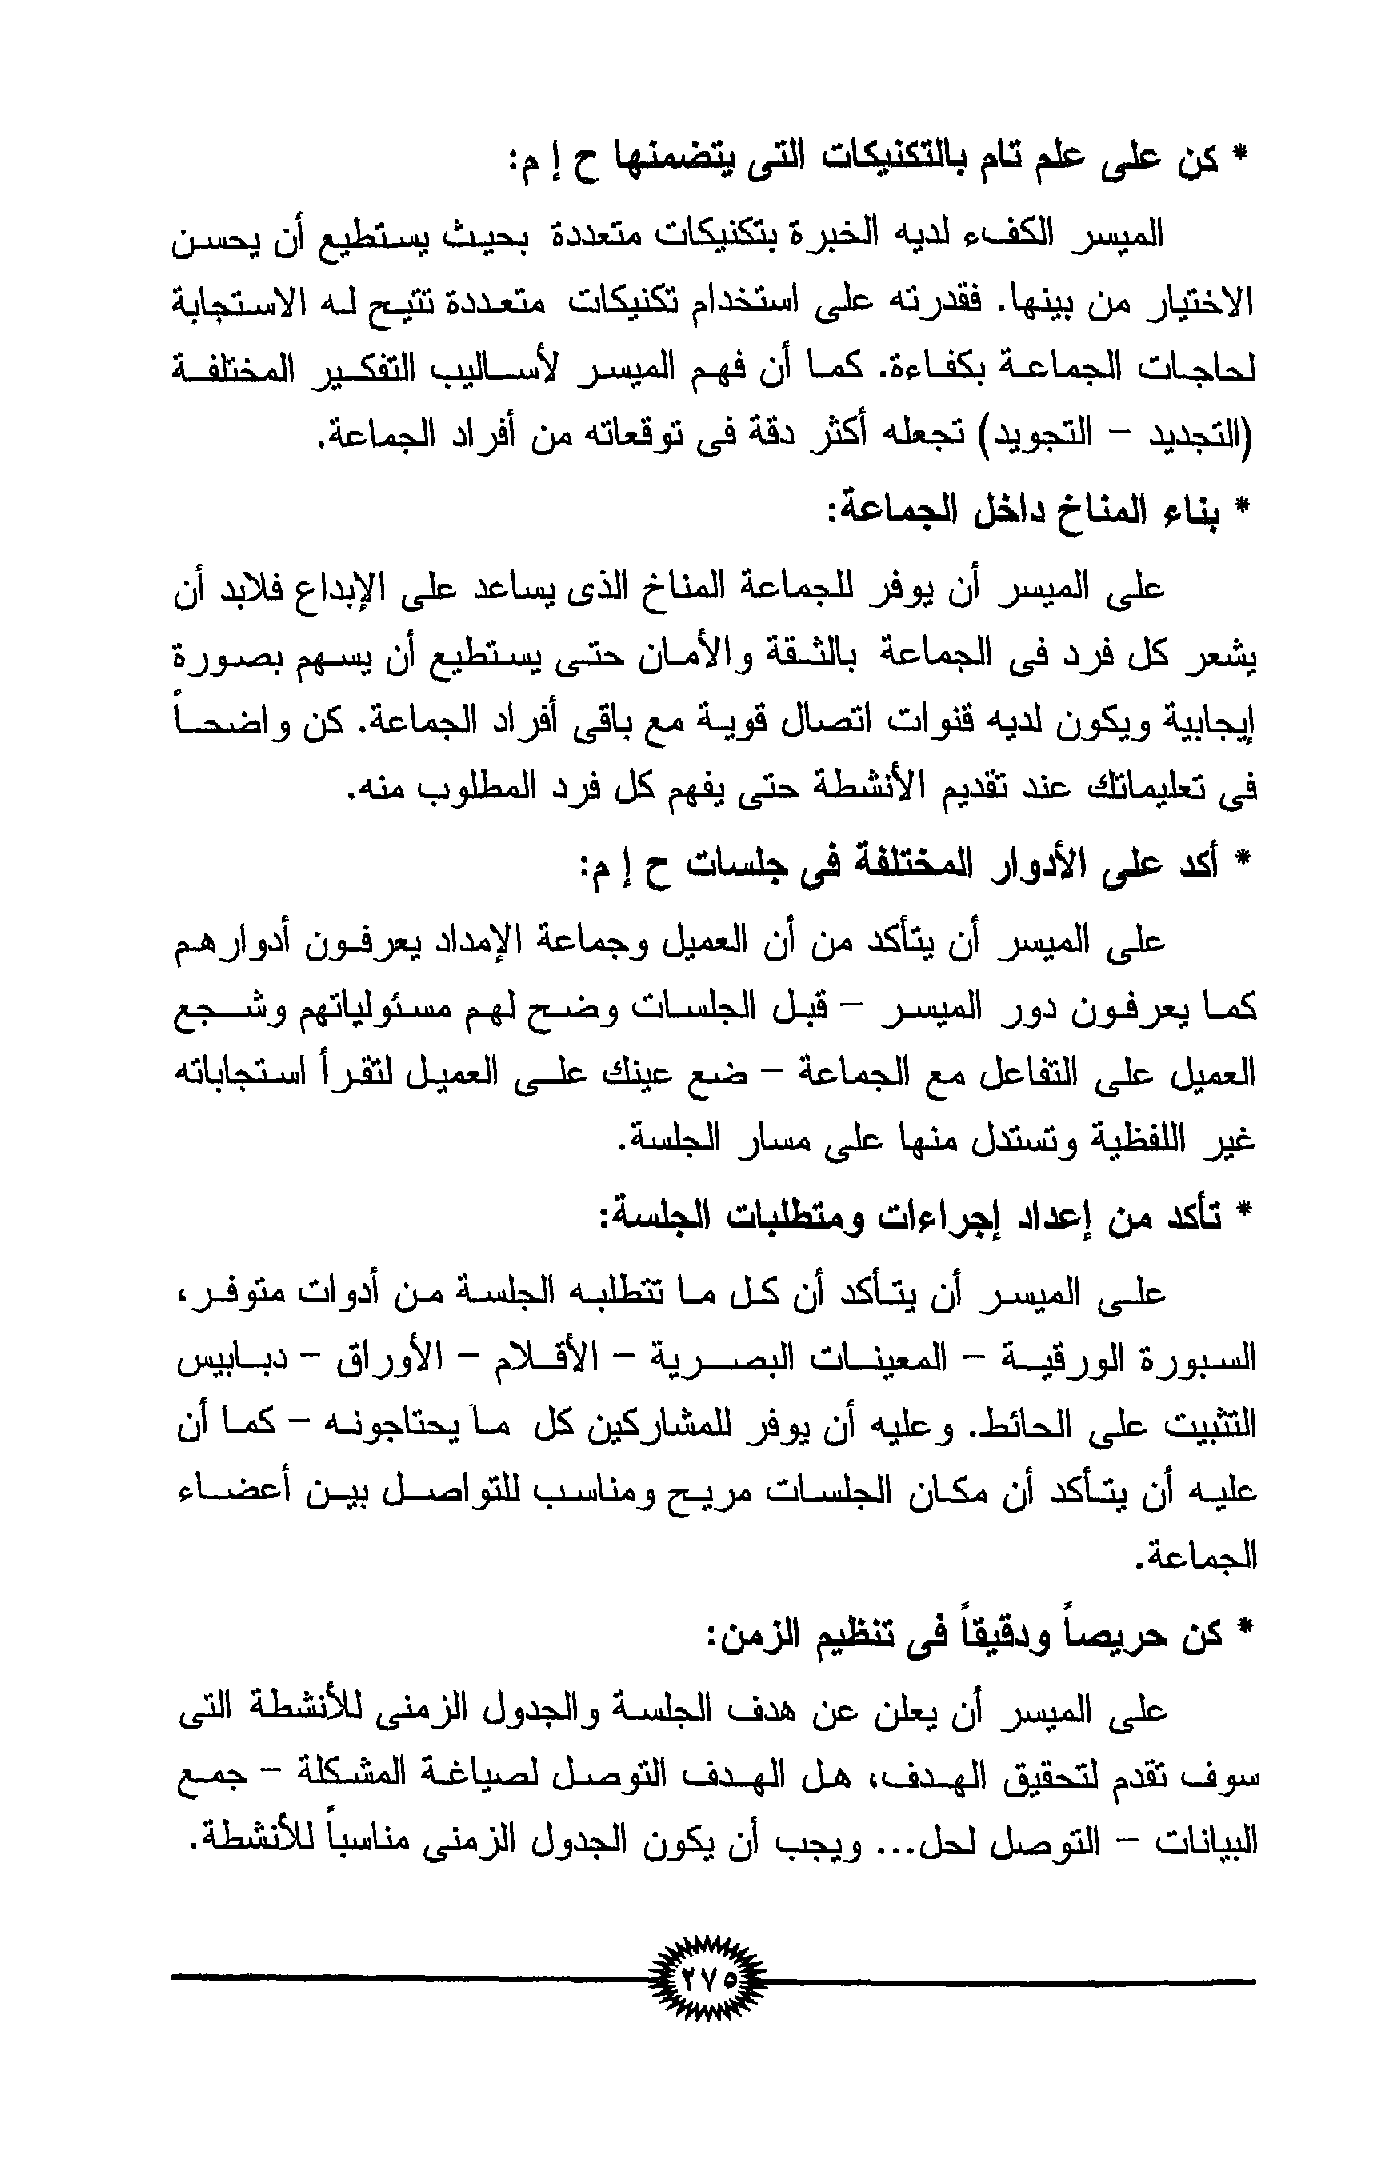 * كن على علم تام بالتكنيكات التى يتضمنها ح إ م:
الميسر الكفء لديه الخبرة بتكنيكات متعددة بحيث يستطيع أن يحسن
الاختيار من بينها. فقدرته على استخدام تكنيكات متعددة تتيح له الاستجابة
لحاجات الجماعة بكفاءة. كما أن فهم الميسر لأساليب التفكير المختلفة
(التجديد - التجويد) تجعله أكثر دقة فى توقعاته من أفراد الجماعة.
* بناء المناخ داخل الجماعة:
على الميسر أن يوفر للجماعة المناخ الذى يساعد على الإبداع فلابد أن
يشعر كل فرد فى الجماعة بالثقة والأمان حتى يستطيع أن يسهم بصورة
إيجابية ويكون لديه قنوات اتصال قوية مع باقى أفراد الجماعة. كن واضحاً
فى تعليماتك عند تقديم الأنشطة حتى يفهم كل فرد المطلوب منه.
* أكد على الأدوار المختلفة فى جلسات ح إ م:
على الميسر أن يتأكد من أن العميل وجماعة الإمداد يعرفون أدوارهم
كما يعرفون دور الميسر - قبل الجلسات وضح لهم مسئولياتهم وشجع
العميل على التفاعل مع الجماعة - ضع عينك على العميل لتقرأ استجاباته
غير اللفظية وتستدل منها على مسار الجلسة.
* تأكد من إعداد إجراءات ومتطلبات الجلسة:
على الميسر أن يتأكد أن كل ما تتطلبه الجلسة من أدوات متوفر،
السبورة الورقية - المعينات البصرية - الأقلام - الأوراق - دبابيس
التثبيت على الحائط. وعليه أن يوفر للمشاركين كل ما يحتاجونه - كما أن
عليه أن يتأكد أن مكان الجلسات مريح ومناسب للتواصل بين أعضاء
الجماعة.
* كن حريصاً ودقيقاً فى تنظيم الزمن:
على الميسر أن يعلن عن هدف الجلسة والجدول الزمنى للأنشطة التى
سوف تقدم لتحقيق الهدف، هل الهدف التوصل لصياغة المشكلة - جمع
البيانات - التوصل لحل... ويجب أن يكون الجدول الزمنى مناسباً للأنشطة.
٢٧٥